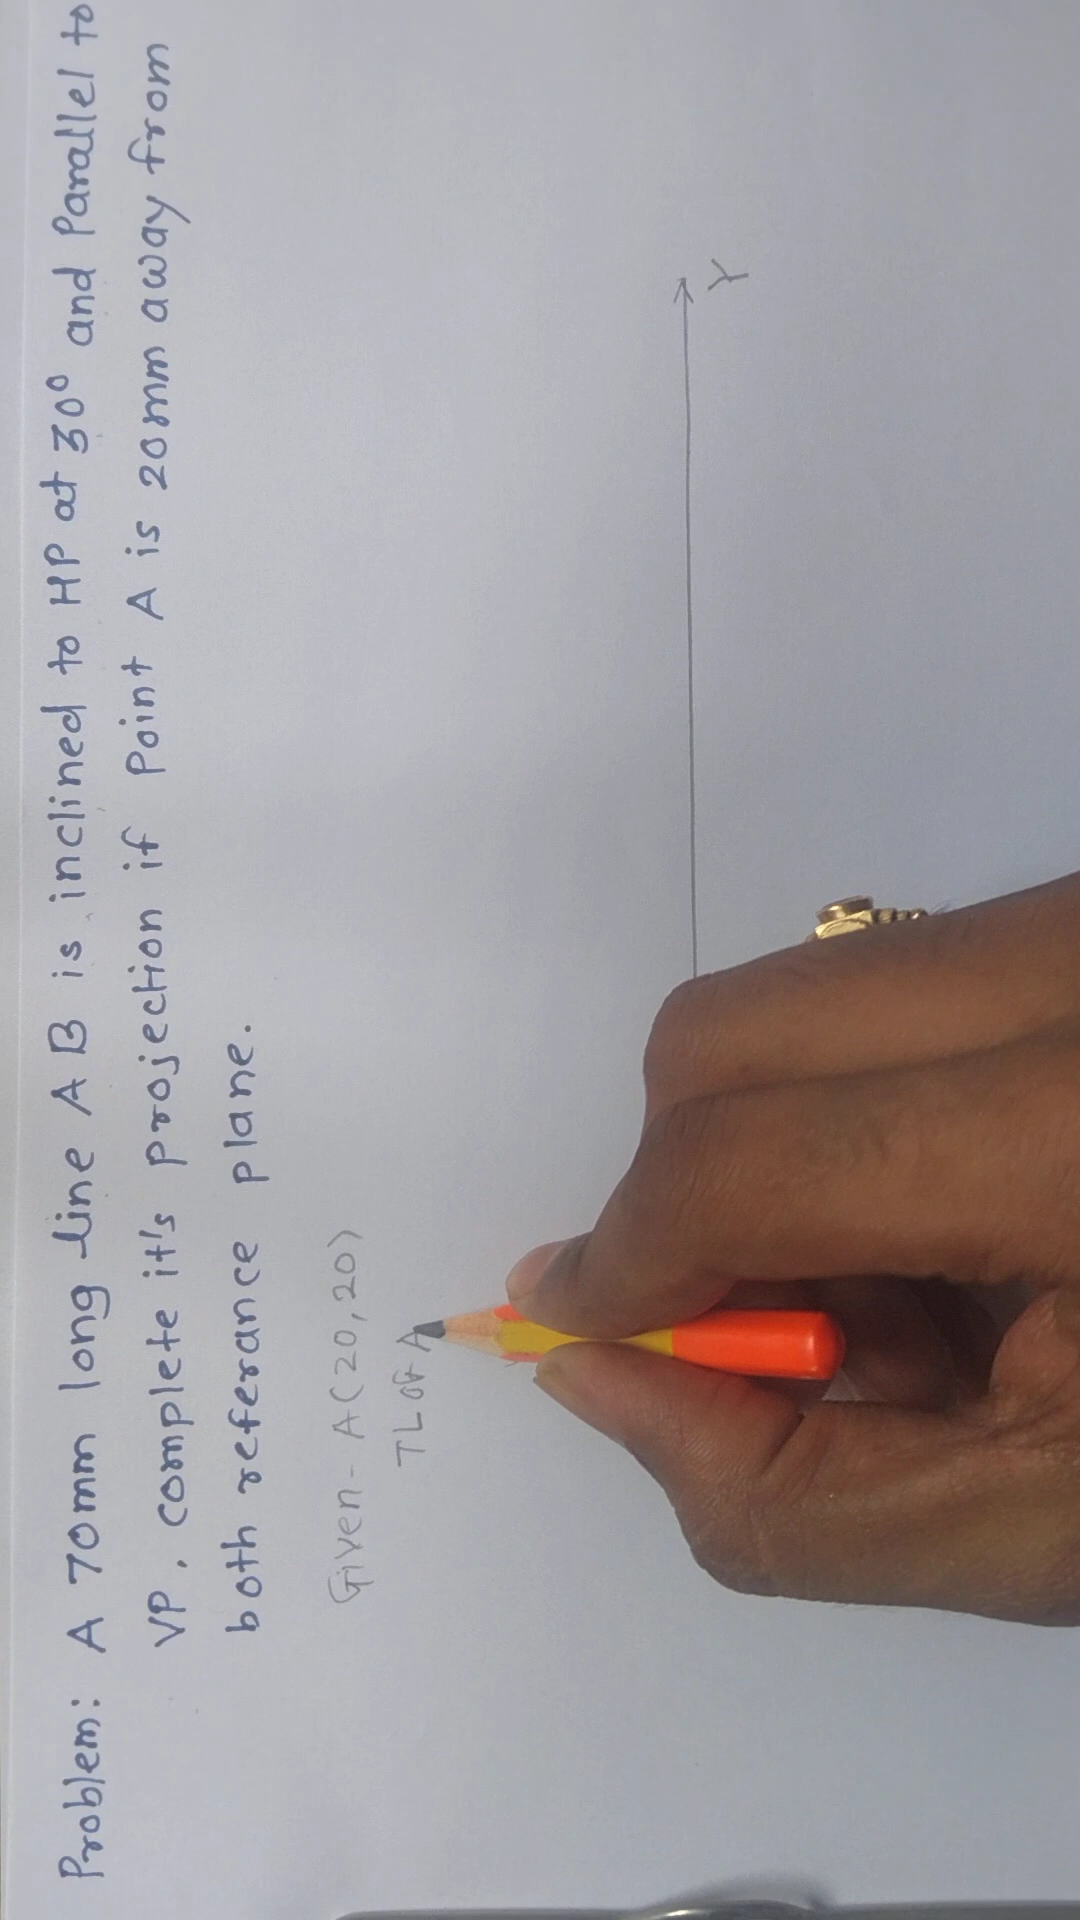 Problem: A 70mm long line AB is inclined to HP at 30° and Parallel to
VP, complete it's projection if Point A is 20mm away from
both referance plane.
Given - A(20,20)
TL of A
Y